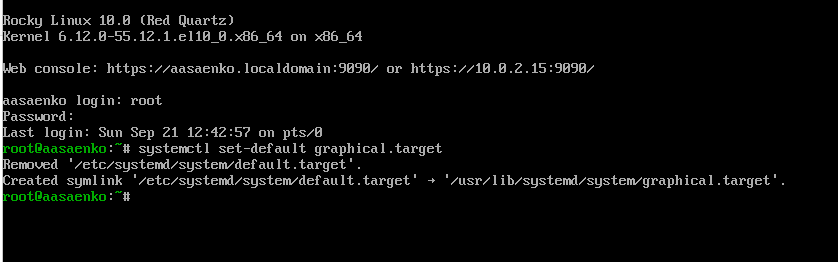 Rocky Linux 10.0 (Red Quartz)
Kernel 6.12.0-55.12.1.el10_0.x86_64 on x86_64
Web console: https://aasaenko.localdomain:9090/ or https://10.0.2.15:9090/
aasaenko login: root
Password:
Last login: Sun Sep 21 12:42:57 on pts/0
root@aasaenko:~# systemctl set-default graphical.target
Removed '/etc/systemd/system/default.target'.
Created symlink '/etc/systemd/system/default.target' → '/usr/lib/systemd/system/graphical.target'.
root@aasaenko:~#